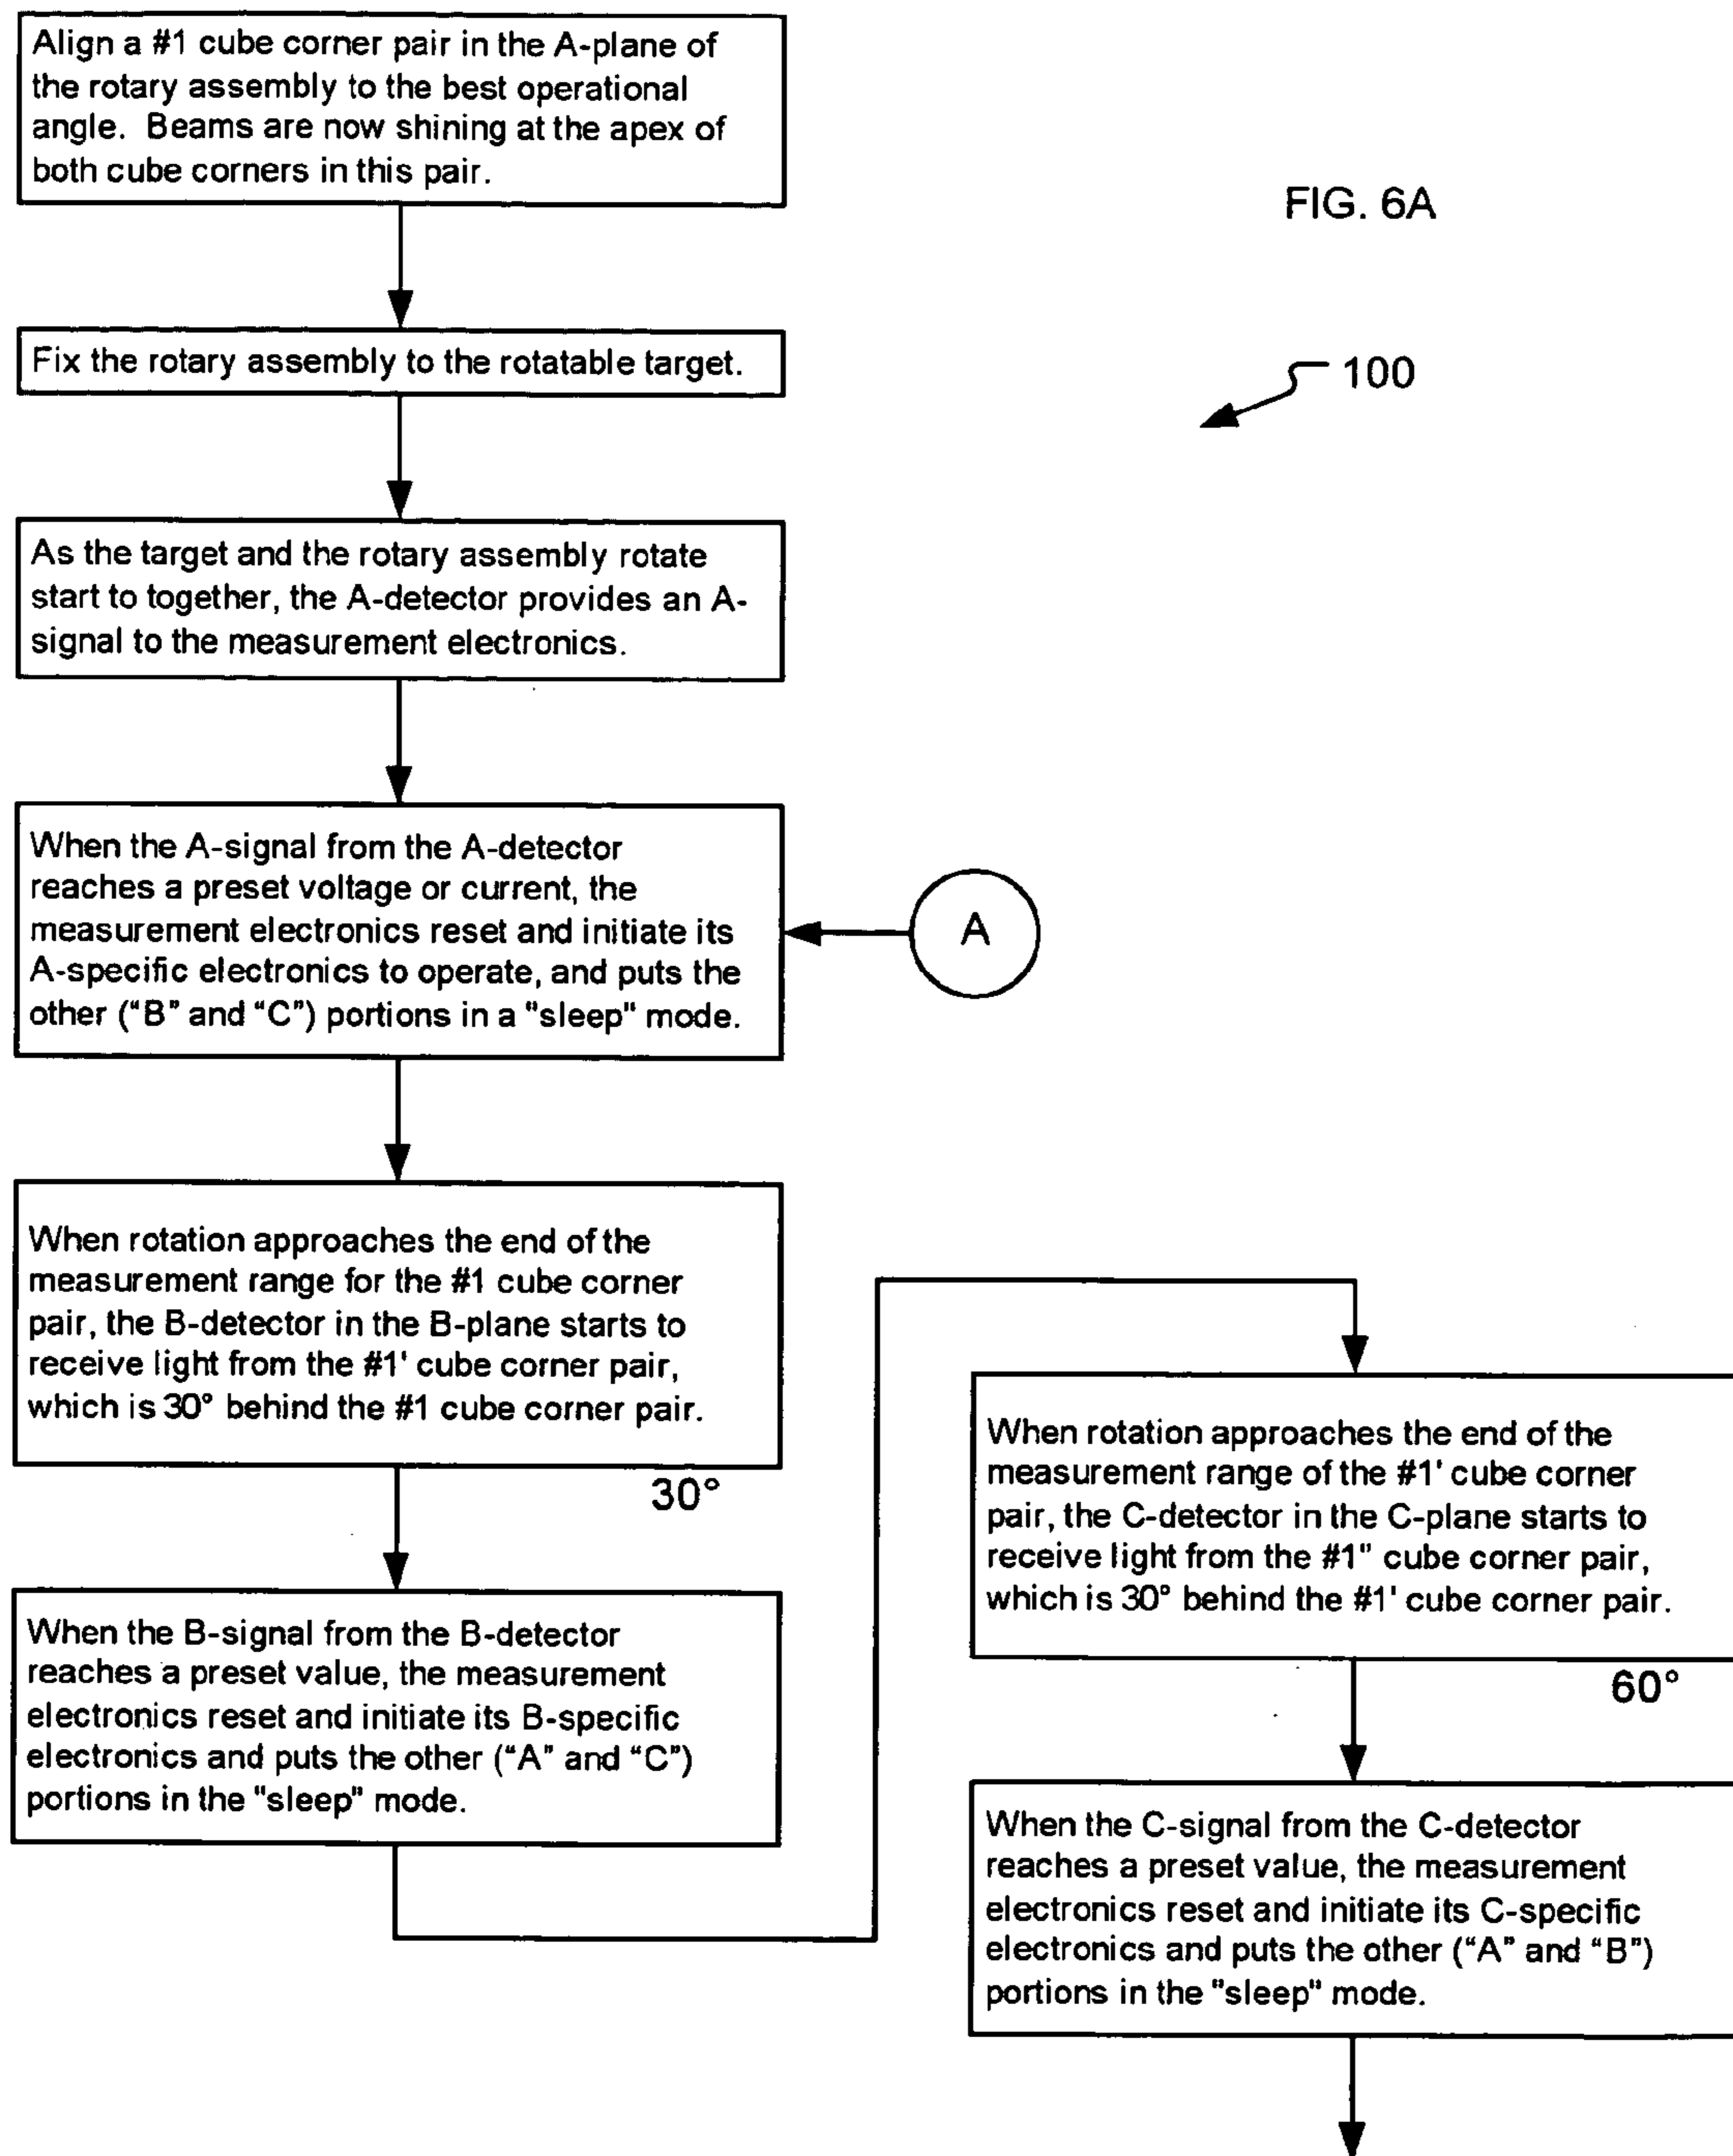 Align a #1 cube corner pair in the A-plane of
the rotary assembly to the best operational
angle. Beams are now shining at the apex of
both cube corners in this pair.
FIG. 6A
Fix the rotary assembly to the rotatable target.
100
As the target and the rotary assembly rotate
start to together, the A-detector provides an A-
signal to the measurement electronics.
When the A-signal from the A-detector
reaches a preset voltage or current, the
measurement electronics reset and initiate its
A-specific electronics to operate, and puts the
other (“B” and “C”) portions in a "sleep" mode.
A
When rotation approaches the end of the
measurement range for the #1 cube corner
pair, the B-detector in the B-plane starts to
receive light from the #1' cube corner pair,
which is 30° behind the #1 cube corner pair.
30°
When the B-signal from the B-detector
reaches a preset value, the measurement
electronics reset and initiate its B-specific
electronics and puts the other (“A” and “C”)
portions in the "sleep" mode.
When rotation approaches the end of the
measurement range of the #1' cube corner
pair, the C-detector in the C-plane starts to
receive light from the #1" cube corner pair,
which is 30° behind the #1' cube corner pair.
60°
When the C-signal from the C-detector
reaches a preset value, the measurement
electronics reset and initiate its C-specific
electronics and puts the other (“A” and “B”)
portions in the "sleep" mode.